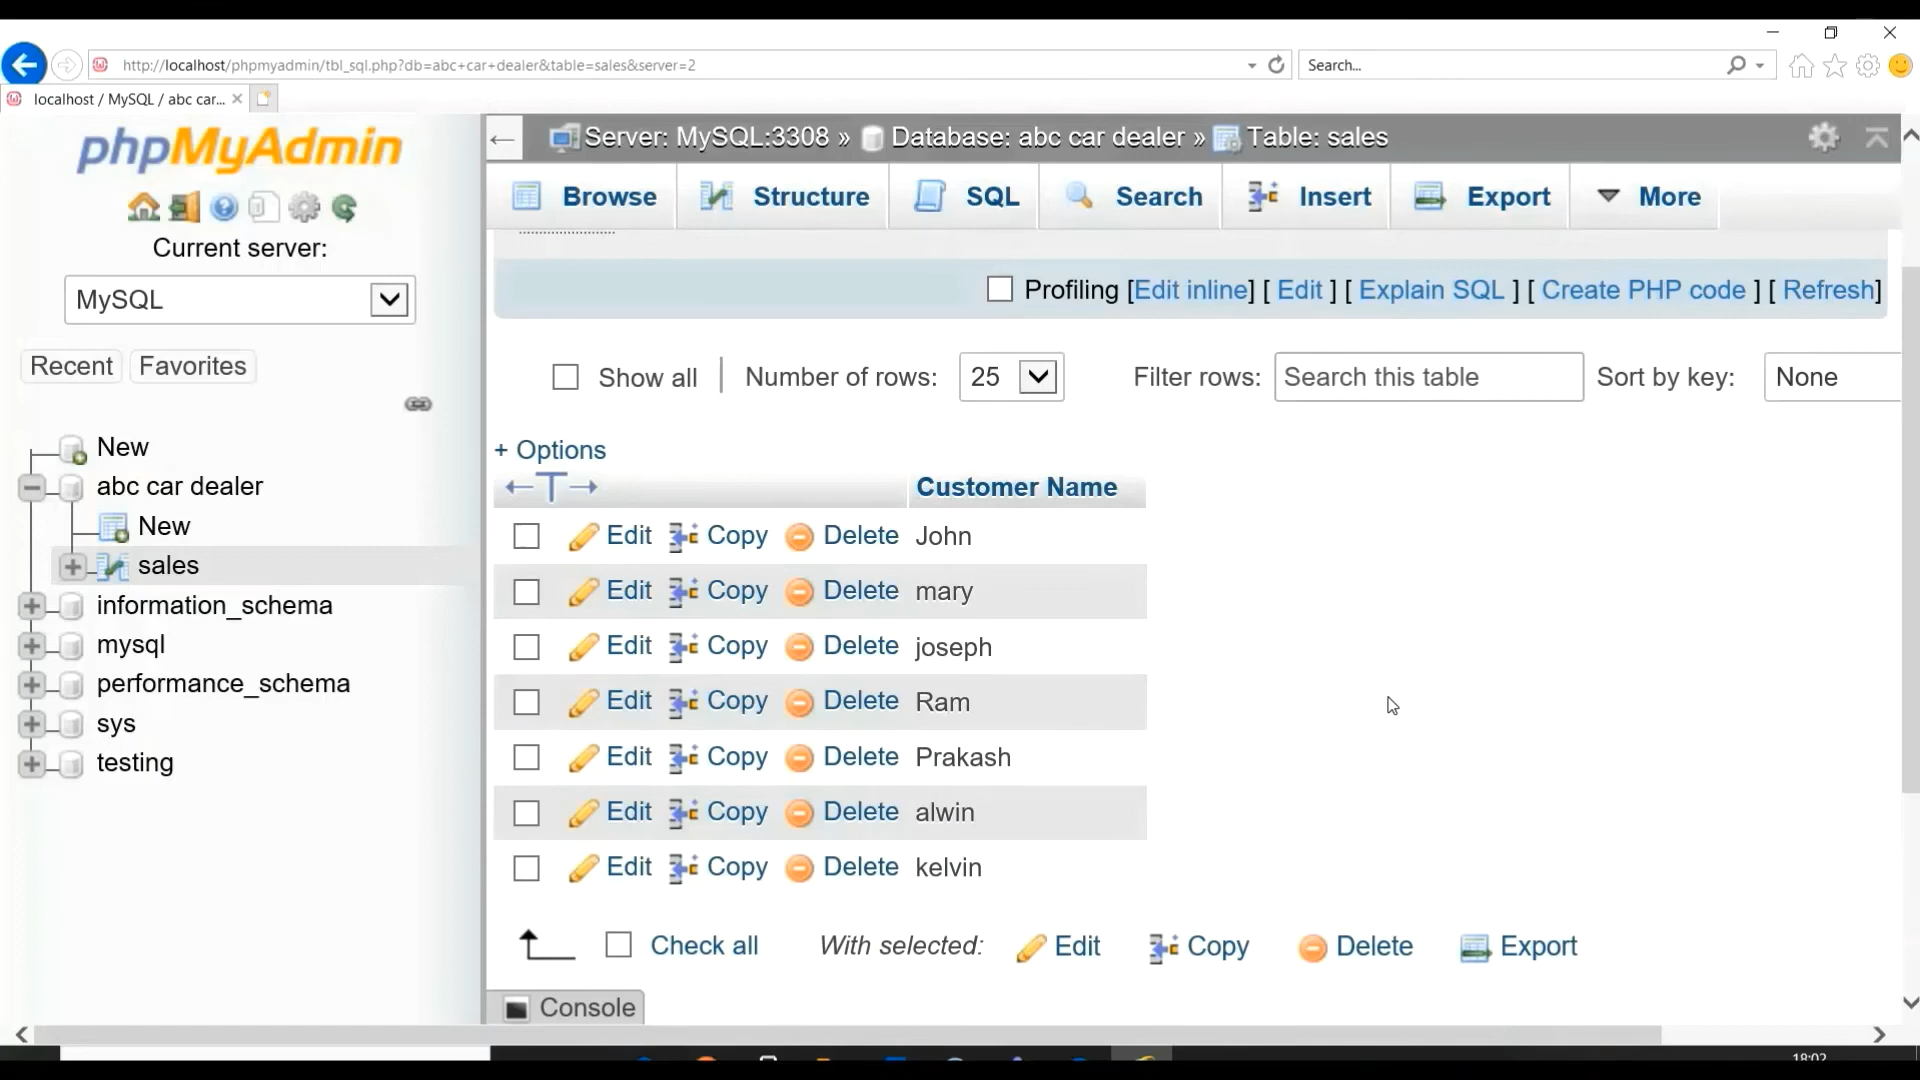 http://localhost/phpmyadmin/tbl_sql.php?db=abc+car+dealer&table=sales&server=2
Search...
localhost / MySQL / abc car...
phpMyAdmin
Current server:
MySQL
Recent Favorites
New
abc car dealer
New
sales
information_schema
mysql
performance_schema
sys
testing
Server: MySQL:3308 » Database: abc car dealer » Table: sales
Browse Structure SQL Search Insert Export More
Profiling [Edit inline] [ Edit ] [ Explain SQL ] [ Create PHP code ] [ Refresh]
Show all | Number of rows: 25 Filter rows: Search this table Sort by key: None
+ Options
←T→ Customer Name
Edit Copy Delete John
Edit Copy Delete mary
Edit Copy Delete joseph
Edit Copy Delete Ram
Edit Copy Delete Prakash
Edit Copy Delete alwin
Edit Copy Delete kelvin
Check all With selected: Edit Copy Delete Export
Console
18:02